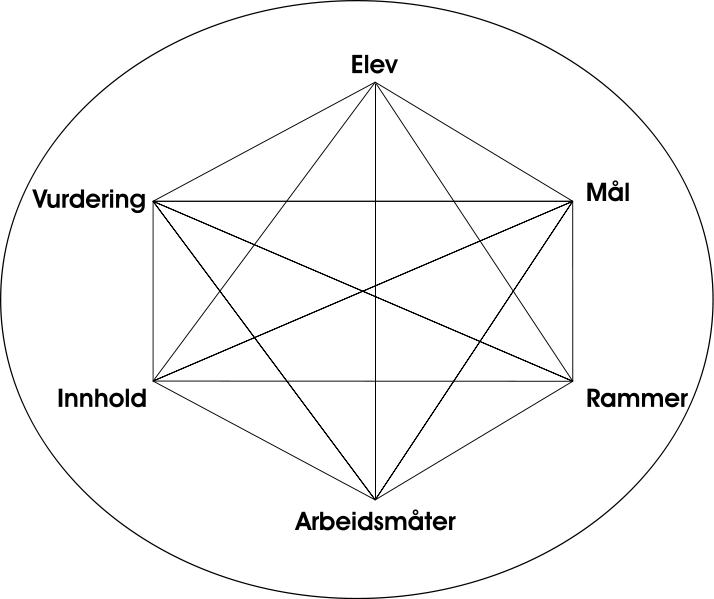 Elev
Vurdering
Mål
Innhold
Rammer
Arbeidsmåter